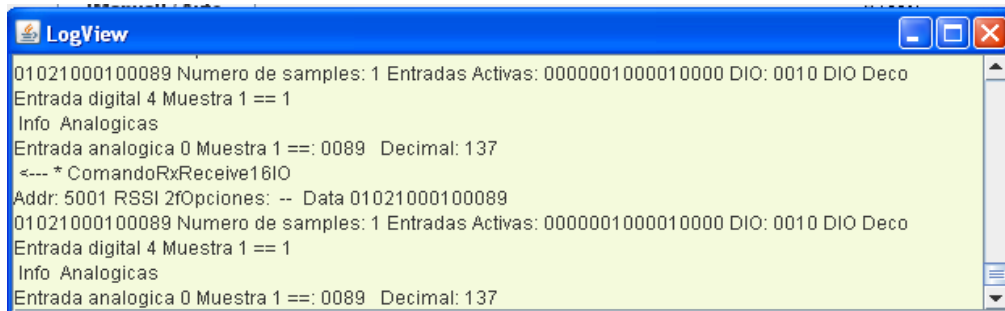 LogView
01021000100089 Numero de samples: 1 Entradas Activas: 0000001000010000 DIO: 0010 DIO Deco
Entrada digital 4 Muestra 1 == 1
Info Analogicas
Entrada analogica 0 Muestra 1 ==: 0089 Decimal: 137
<--- * ComandoRxReceive16IO
Addr: 5001 RSSI 2fOpciones: -- Data 01021000100089
01021000100089 Numero de samples: 1 Entradas Activas: 0000001000010000 DIO: 0010 DIO Deco
Entrada digital 4 Muestra 1 == 1
Info Analogicas
Entrada analogica 0 Muestra 1 ==: 0089 Decimal: 137